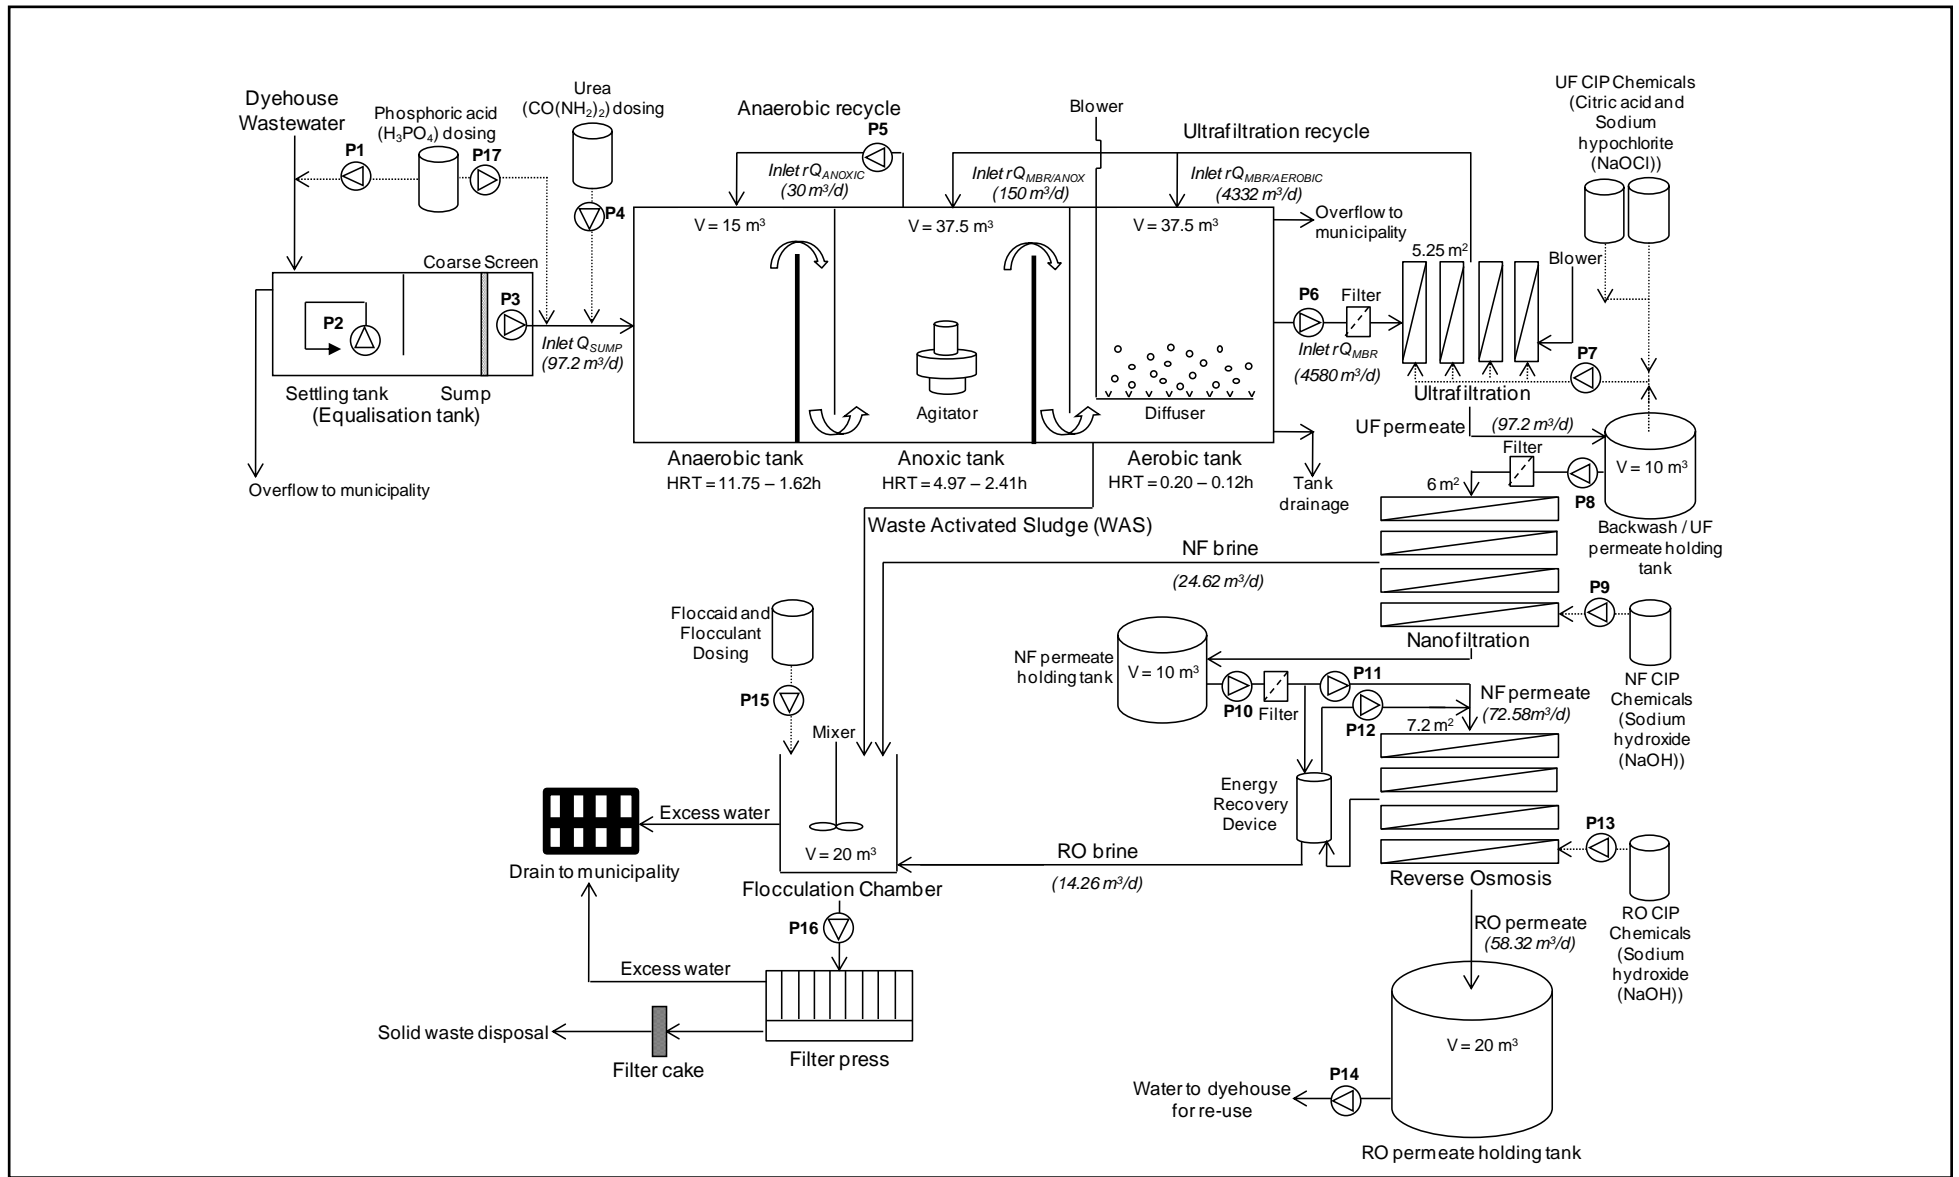 Dyehouse
Wastewater
Phosphoric acid
(H₃PO₄) dosing
P1
P17
Urea
(CO(NH₂)₂) dosing
P4
Anaerobic recycle
P5
Inlet rQANOXIC
(30 m³/d)
Blower
Ultrafiltration recycle
Inlet rQMBR/ANOX
(150 m³/d)
Inlet rQMBR/AEROBIC
(4332 m³/d)
UF CIP Chemicals
(Citric acid and
Sodium
hypochlorite
(NaOCl))
Coarse Screen
P2
P3
Inlet QSUMP
(97.2 m³/d)
Settling tank
(Equalisation tank)
Sump
Overflow to municipality
V = 15 m³
V = 37.5 m³
V = 37.5 m³
Agitator
Diffuser
Anaerobic tank
HRT = 11.75 – 1.62h
Anoxic tank
HRT = 4.97 – 2.41h
Aerobic tank
HRT = 0.20 – 0.12h
Overflow to
municipality
Tank
drainage
P6
Filter
Inlet rQMBR
(4580 m³/d)
5.25 m²
Blower
P7
Ultrafiltration
UF permeate
(97.2 m³/d)
Filter
P8
V = 10 m³
Backwash / UF
permeate holding
tank
6 m²
Waste Activated Sludge (WAS)
NF brine
(24.62 m³/d)
P9
Nanofiltration
NF CIP
Chemicals
(Sodium
hydroxide
(NaOH))
Floccaid and
Flocculant
Dosing
P15
NF permeate
holding tank
V = 10 m³
P10
Filter
P11
P12
NF permeate
(72.58m³/d)
7.2 m²
Mixer
Energy
Recovery
Device
Excess water
Drain to municipality
V = 20 m³
Flocculation Chamber
RO brine
(14.26 m³/d)
P13
Reverse Osmosis
RO CIP
Chemicals
(Sodium
hydroxide
(NaOH))
P16
RO permeate
(58.32 m³/d)
Excess water
Solid waste disposal
Filter cake
Filter press
V = 20 m³
P14
Water to dyehouse
for re-use
RO permeate holding tank